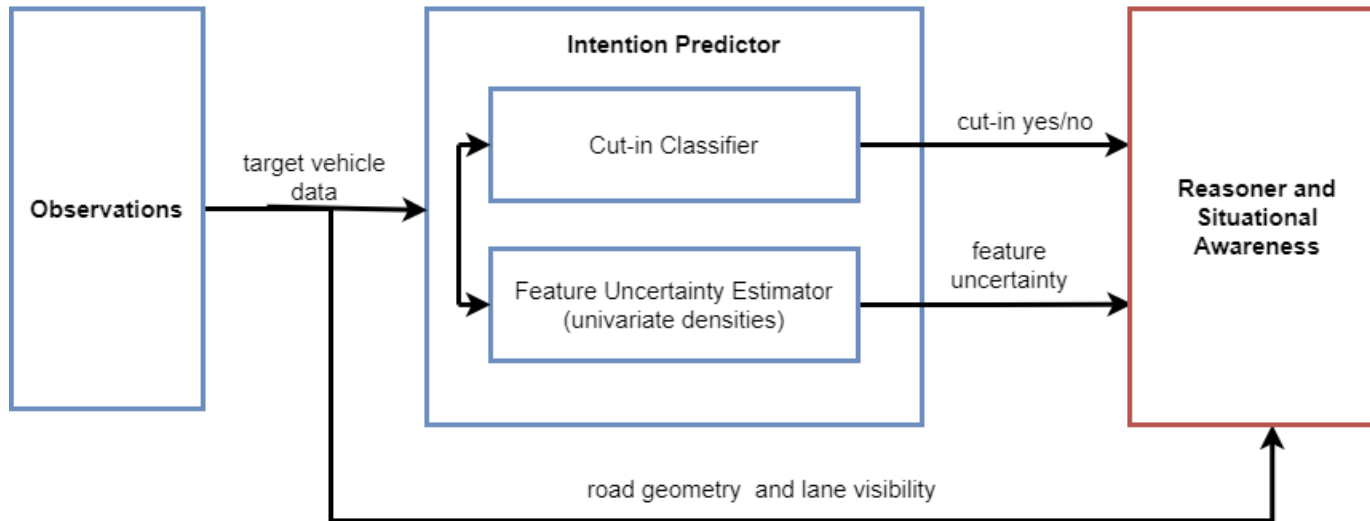 Observations
target vehicle
data
Intention Predictor
Cut-in Classifier
Feature Uncertainty Estimator
(univariate densities)
cut-in yes/no
feature
uncertainty
Reasoner and
Situational
Awareness
road geometry and lane visibility